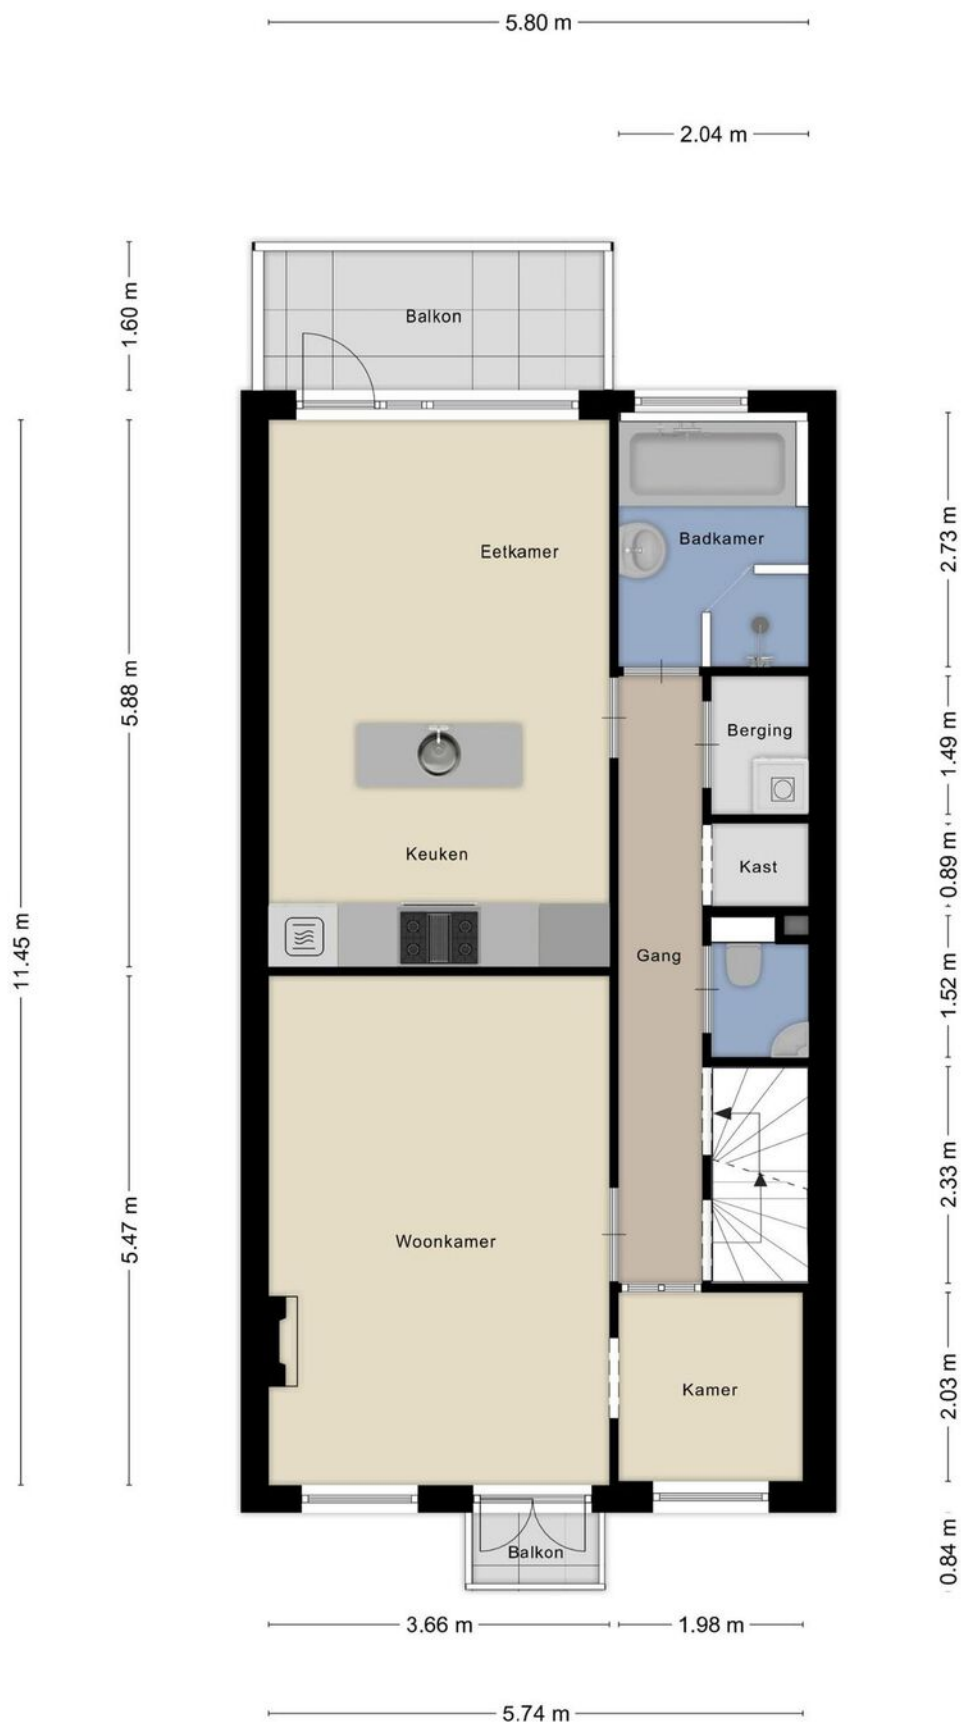 5.80 m
2.04 m
1.60 m
Balkon
Eetkamer
Badkamer
2.73 m
5.88 m
Berging
1.49 m
Keuken
Kast
0.89 m
11.45 m
Gang
1.52 m
2.33 m
5.47 m
Woonkamer
Kamer
2.03 m
Balkon
0.84 m
3.66 m
1.98 m
5.74 m